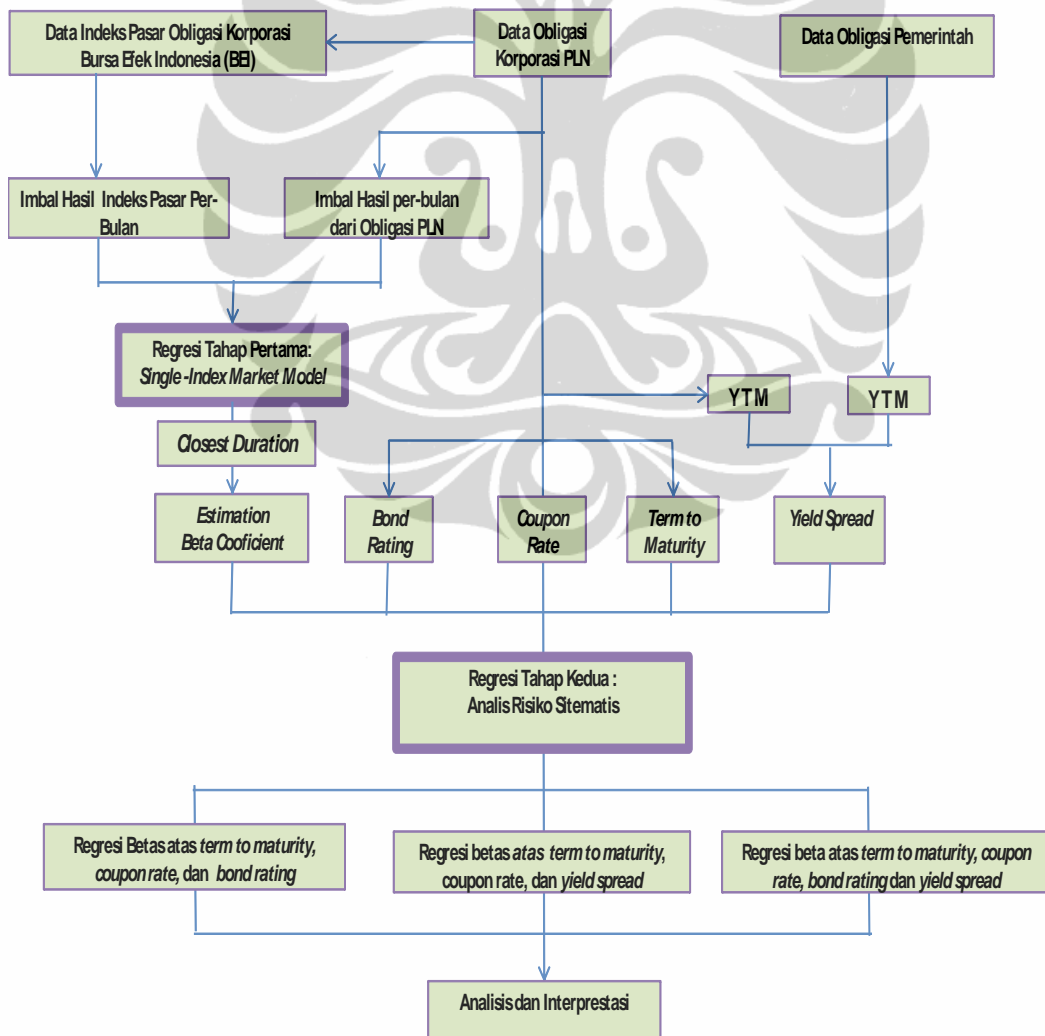 Data Indeks Pasar Obligasi Korporasi
Bursa Efek Indonesia (BEI)
Data Obligasi
Korporasi PLN
Data Obligasi Pemerintah
Imbal Hasil Indeks Pasar Per-
Bulan
Imbal Hasil per-bulan
dari Obligasi PLN
Regresi Tahap Pertama:
Single-Index Market Model
YTM
YTM
Closest Duration
Estimation
Beta Cooficient
Bond
Rating
Coupon
Rate
Term to
Maturity
Yield Spread
Regresi Tahap Kedua :
Analis Risiko Sitematis
Regresi Betas atas term to maturity,
coupon rate, dan bond rating
Regresi betas atas term to maturity,
coupon rate, dan yield spread
Regresi beta atas term to maturity, coupon
rate, bond rating dan yield spread
Analisis dan Interprestasi